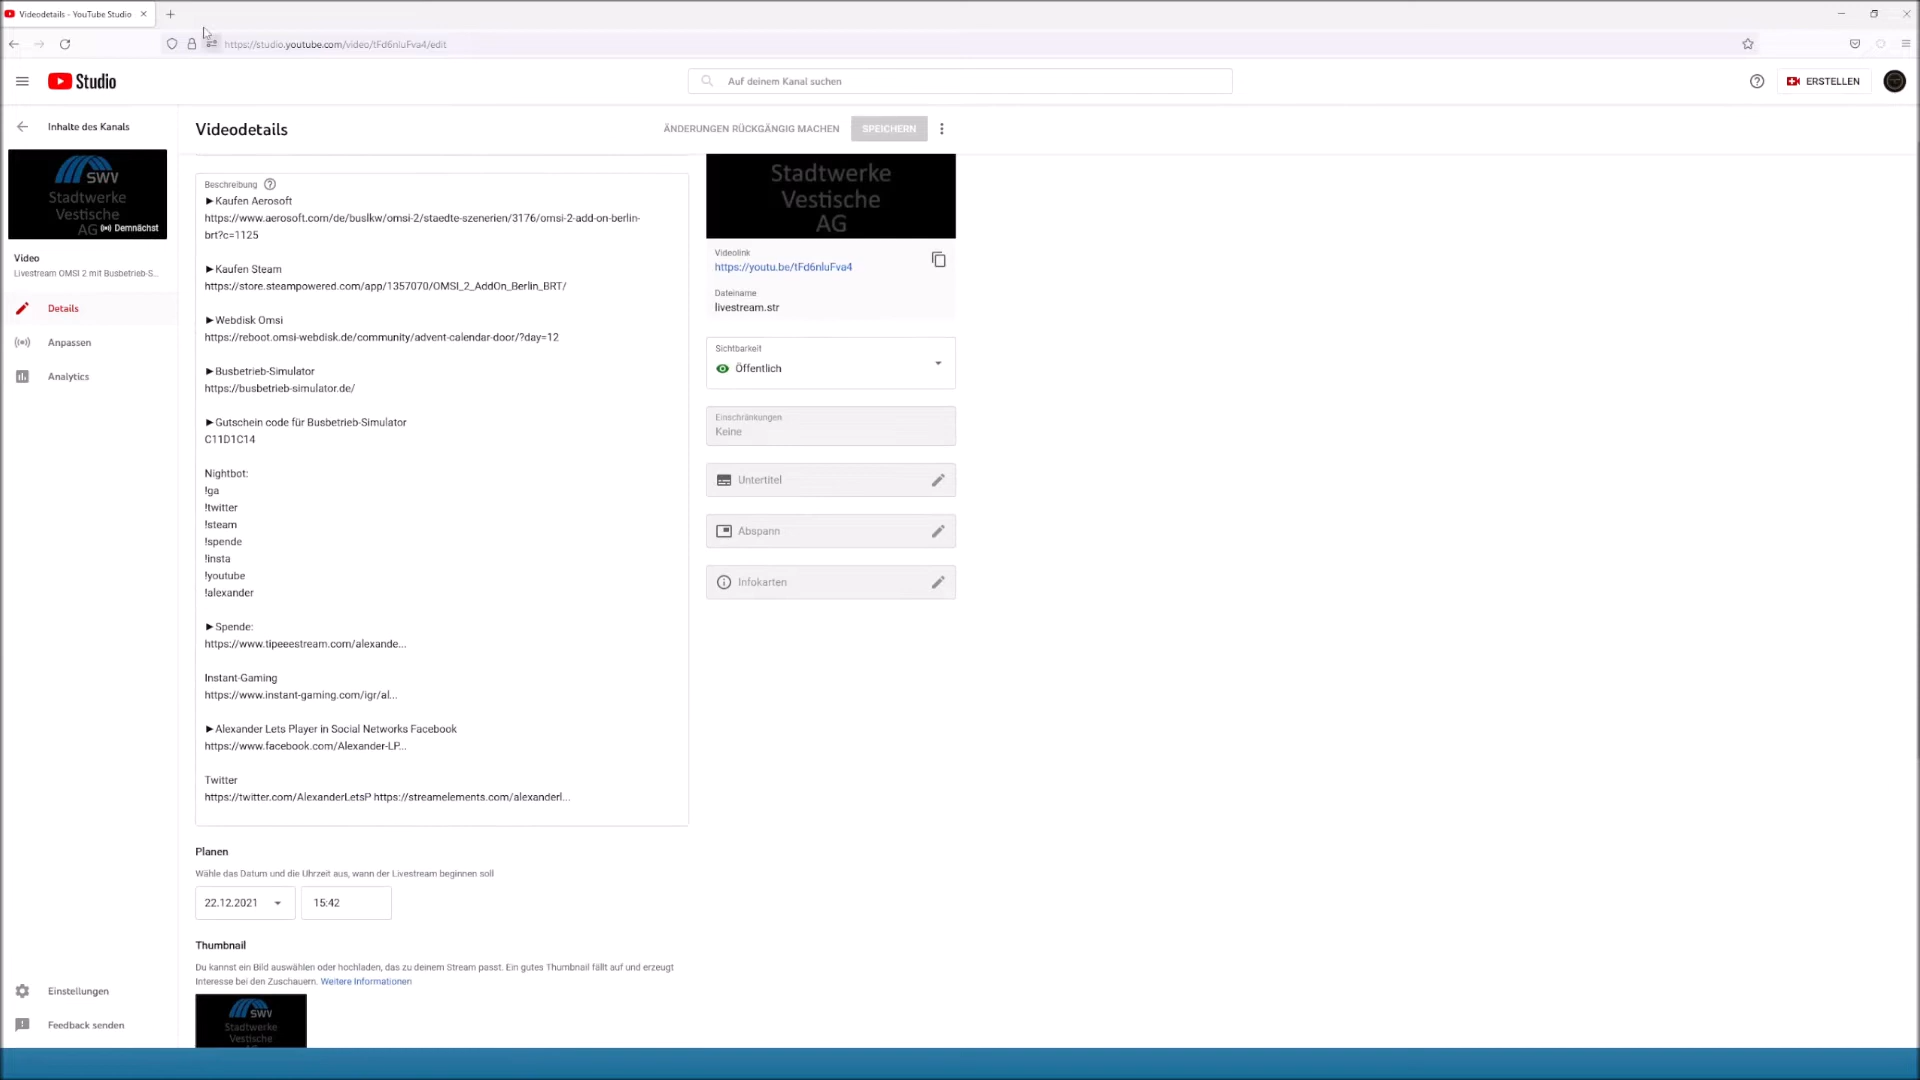 Videodetails - YouTube Studio
https://studio.youtube.com/video/tFd6nluFva4/edit
Studio
Auf deinem Kanal suchen
ERSTELLEN
Inhalte des Kanals
Videodetails
ÄNDERUNGEN RÜCKGÄNGIG MACHEN
SPEICHERN
SWV
Stadtwerke
Vestische
AG
Demnächst
Video
Livestream OMSI 2 mit Busbetrieb-S...
Details
Anpassen
Analytics
Einstellungen
Feedback senden
Beschreibung
►Kaufen Aerosoft
https://www.aerosoft.com/de/buslkw/omsi-2/staedte-szenerien/3176/omsi-2-add-on-berlin-
brt?c=1125
►Kaufen Steam
https://store.steampowered.com/app/1357070/OMSI_2_AddOn_Berlin_BRT/
►Webdisk Omsi
https://reboot.omsi-webdisk.de/community/advent-calendar-door/?day=12
►Busbetrieb-Simulator
https://busbetrieb-simulator.de/
►Gutschein code für Busbetrieb-Simulator
C11D1C14
Nightbot:
!ga
!twitter
!steam
!spende
!insta
!youtube
!alexander
►Spende:
https://www.tipeeestream.com/alexande...
Instant-Gaming
https://www.instant-gaming.com/igr/al...
►Alexander Lets Player in Social Networks Facebook
https://www.facebook.com/Alexander-LP...
Twitter
https://twitter.com/AlexanderLetsP https://streamelements.com/alexanderl...
Planen
Wähle das Datum und die Uhrzeit aus, wann der Livestream beginnen soll
22.12.2021
15:42
Thumbnail
Du kannst ein Bild auswählen oder hochladen, das zu deinem Stream passt. Ein gutes Thumbnail fällt auf und erzeugt
Interesse bei den Zuschauern. Weitere Informationen
SWV
Stadtwerke
Vestische
Stadtwerke
Vestische
AG
Videolink
https://youtu.be/tFd6nluFva4
Dateiname
livestream.str
Sichtbarkeit
Öffentlich
Einschränkungen
Keine
Untertitel
Abspann
Infokarten